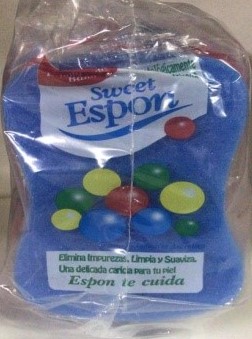 Sweet
Espon
Elimina Impurezas, Limpia y Suaviza.
Una delicada caricia para tu piel
Espon te cuida